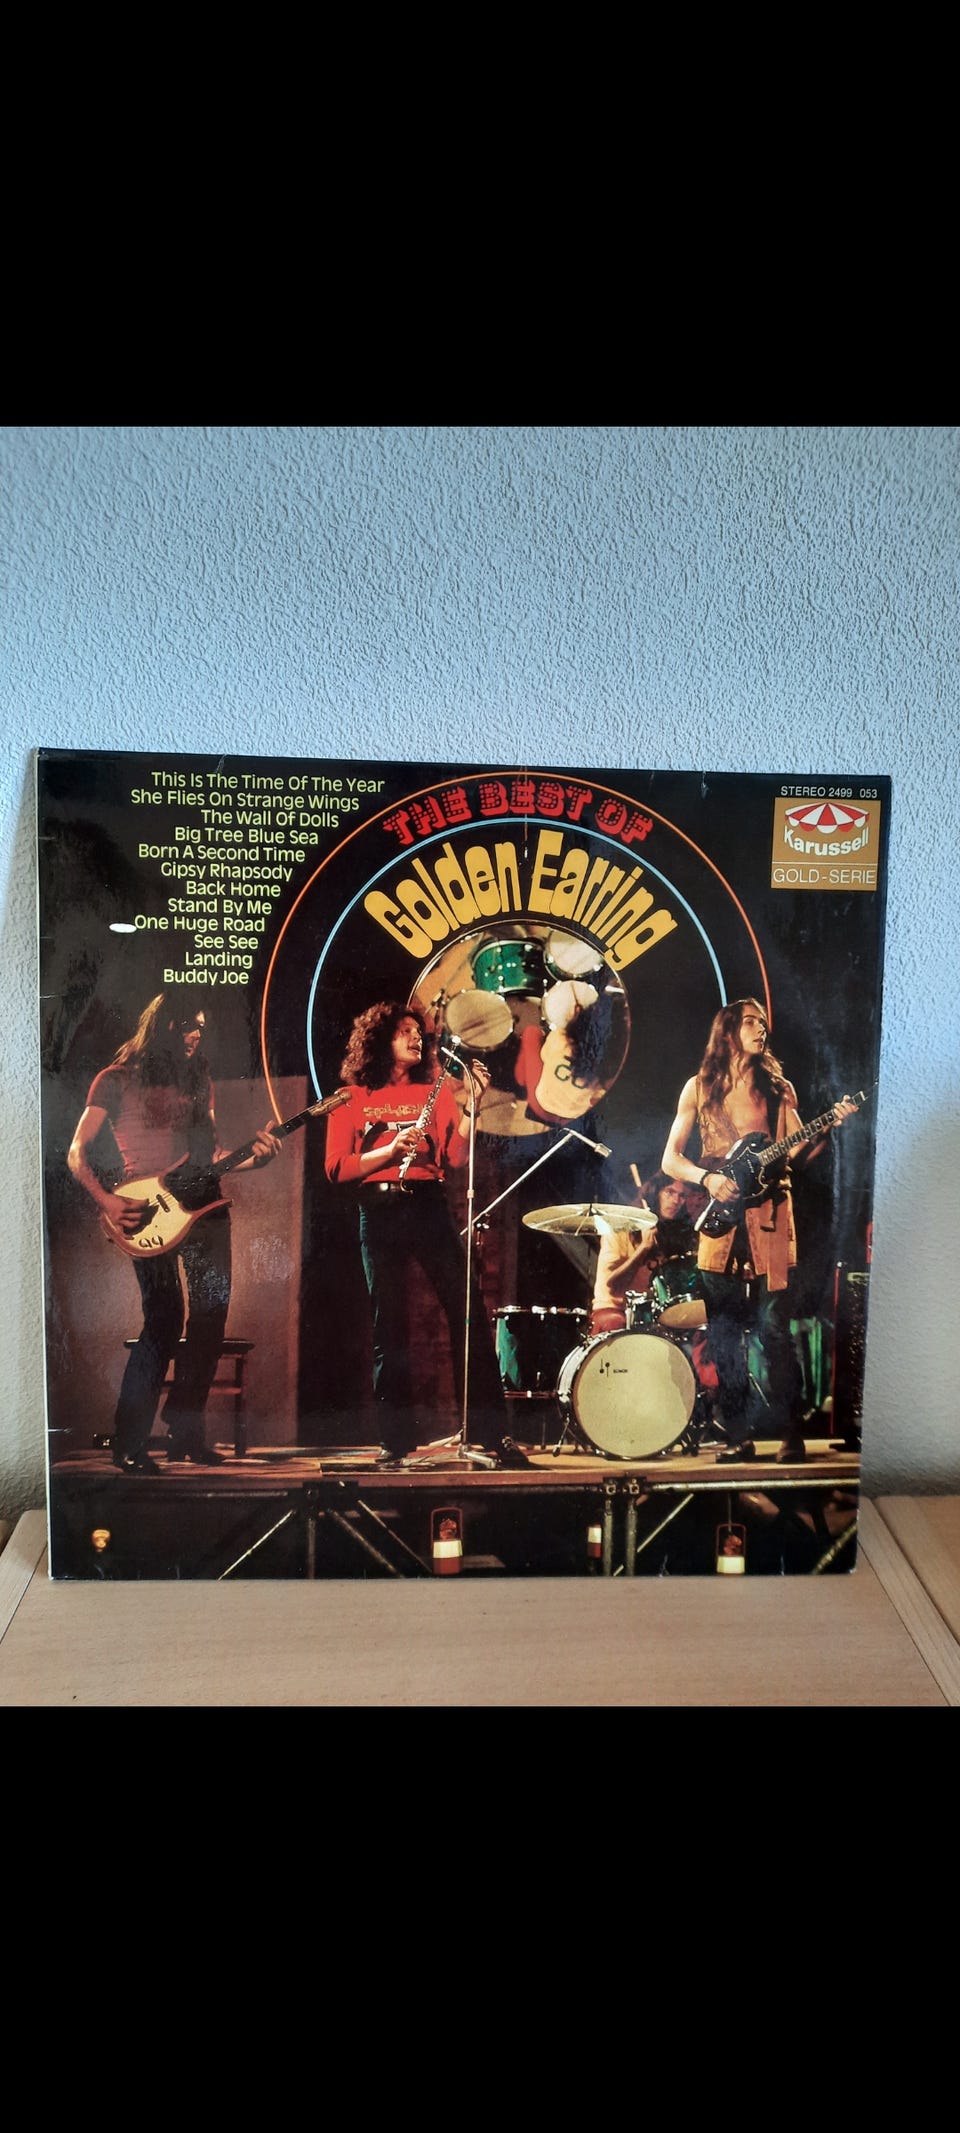 This Is The Time Of The Year
She Flies On Strange Wings
The Wall Of Dolls
Big Tree Blue Sea
Born A Second Time
Gipsy Rhapsody
Back Home
Stand By Me
One Huge Road
See See
Landing
Buddy Joe
THE BEST OF
Golden Earring
STEREO 2499 053
Karussell
GOLD-SERIE
SONOR